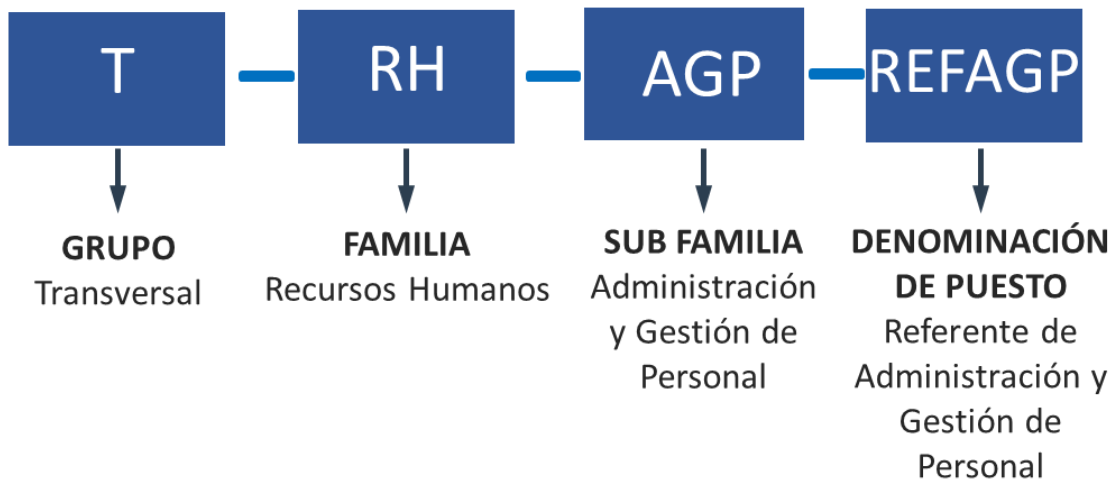 T
RH
AGP
REFAGP
GRUPO
Transversal
FAMILIA
Recursos Humanos
SUB FAMILIA
Administración
y Gestión de
Personal
DENOMINACIÓN
DE PUESTO
Referente de
Administración y
Gestión de
Personal